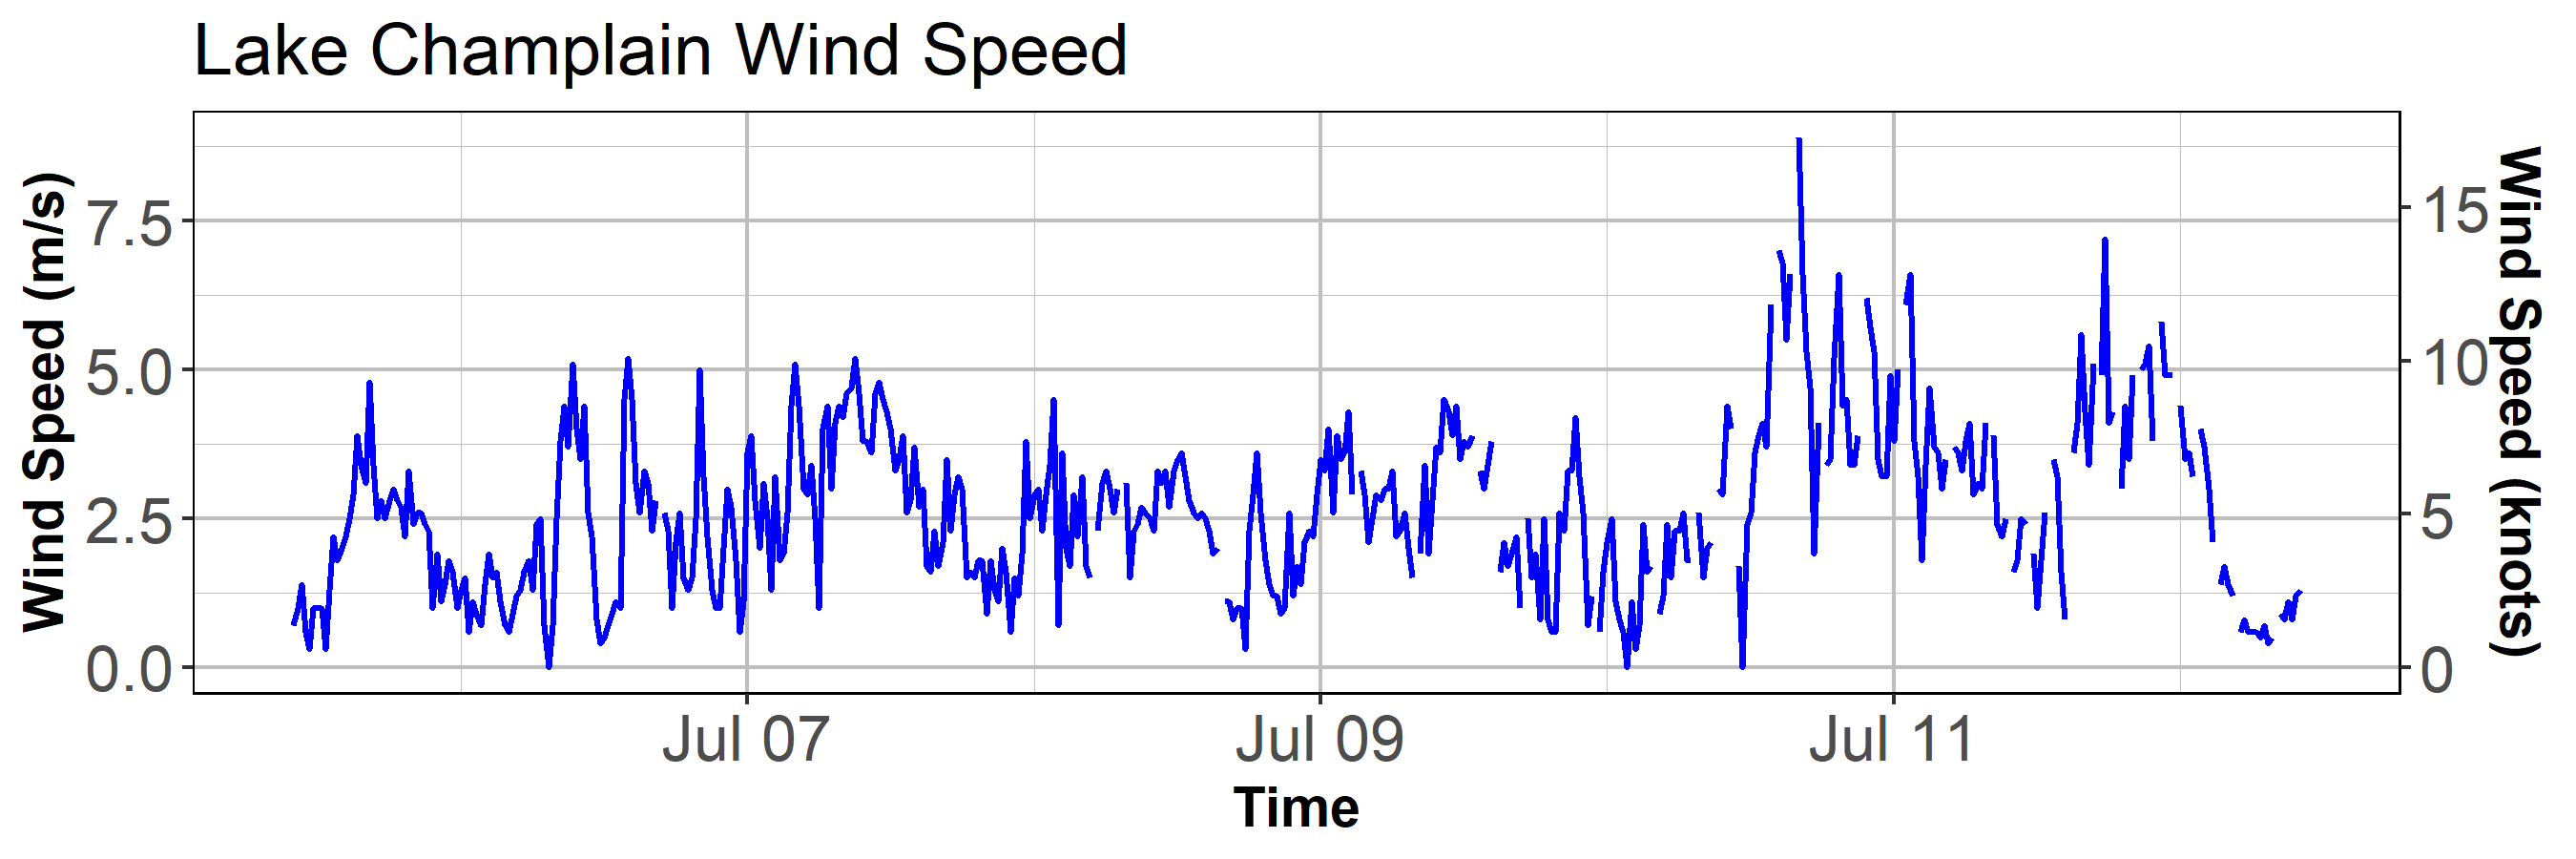 Lake Champlain Wind Speed
Wind Speed (m/s)
7.5
5.0
2.5
0.0
15
10
5
0
Wind Speed (knots)
Jul 07
Jul 09
Jul 11
Time